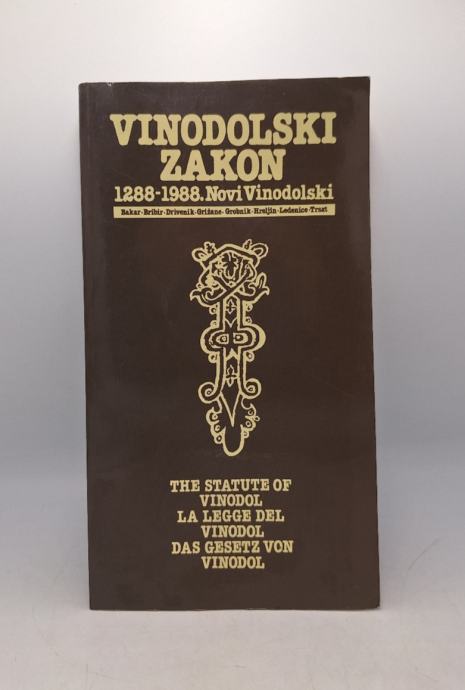 VINODOLSKI
ZAKON
1288-1988. Novi Vinodolski
Bakar·Bribir·Drivenik·Grižane·Grobnik·Hreljin·Ledenice·Trsat
THE STATUTE OF
VINODOL
LA LEGGE DEL
VINODOL
DAS GESETZ VON
VINODOL